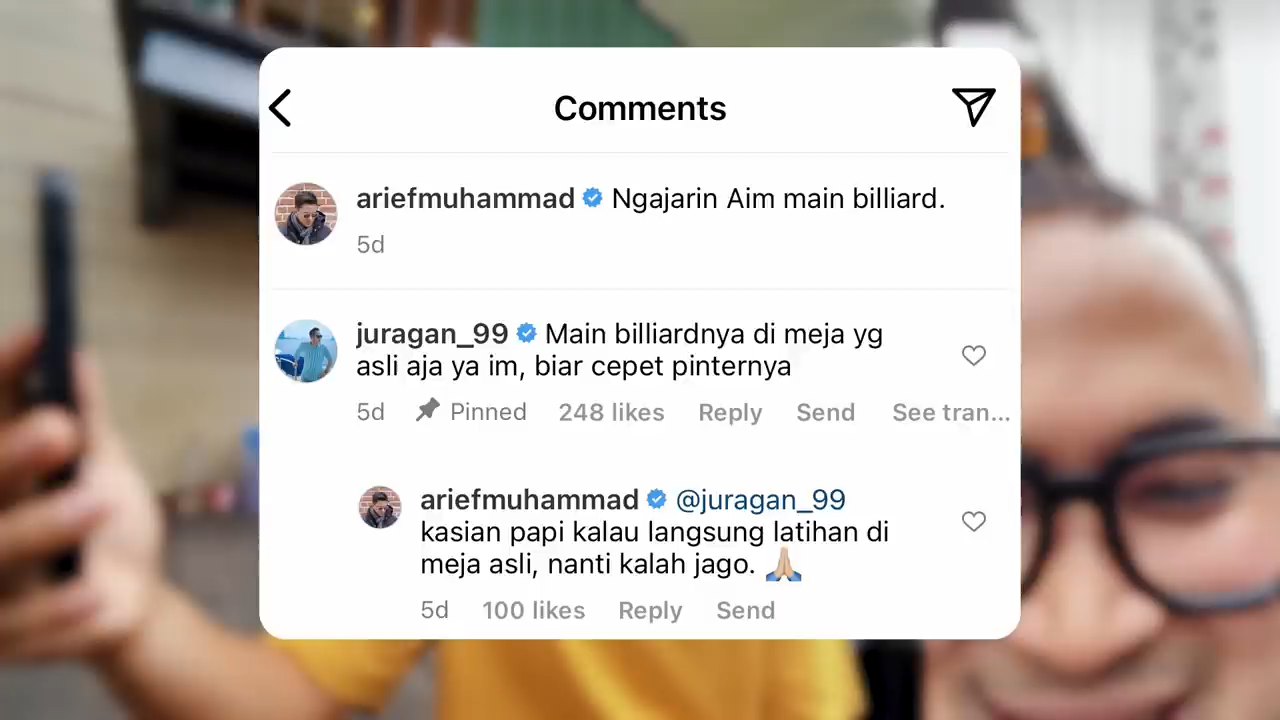 Comments
ariefmuhammad Ngajarin Aim main billiard.
5d
juragan_99 Main billiardnya di meja yg
asli aja ya im, biar cepet pinternya
5d Pinned 248 likes Reply Send See tran...
ariefmuhammad @juragan_99
kasian papi kalau langsung latihan di
meja asli, nanti kalah jago. 🙏🏼
5d 100 likes Reply Send